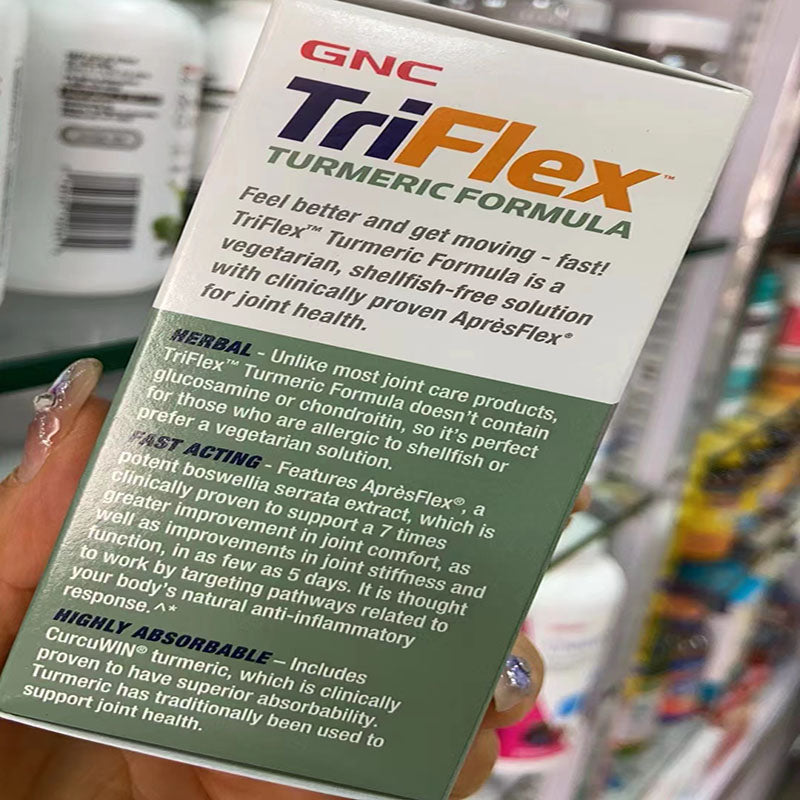 GNC
TriFlex™
TURMERIC FORMULA
Feel better and get moving - fast!
TriFlex™ Turmeric Formula is a
vegetarian, shellfish-free solution
with clinically proven AprèsFlex®
for joint health.
HERBAL - Unlike most joint care products,
TriFlex™ Turmeric Formula doesn't contain
glucosamine or chondroitin, so it's perfect
for those who are allergic to shellfish or
prefer a vegetarian solution.
FAST ACTING - Features AprèsFlex®, a
potent boswellia serrata extract, which is
clinically proven to support a 7 times
greater improvement in joint comfort, as
well as improvements in joint stiffness and
function, in as few as 5 days. It is thought
to work by targeting pathways related to
your body's natural anti-inflammatory
response.^*
HIGHLY ABSORBABLE – Includes
CurcuWIN® turmeric, which is clinically
proven to have superior absorbability.
Turmeric has traditionally been used to
support joint health.
GNC